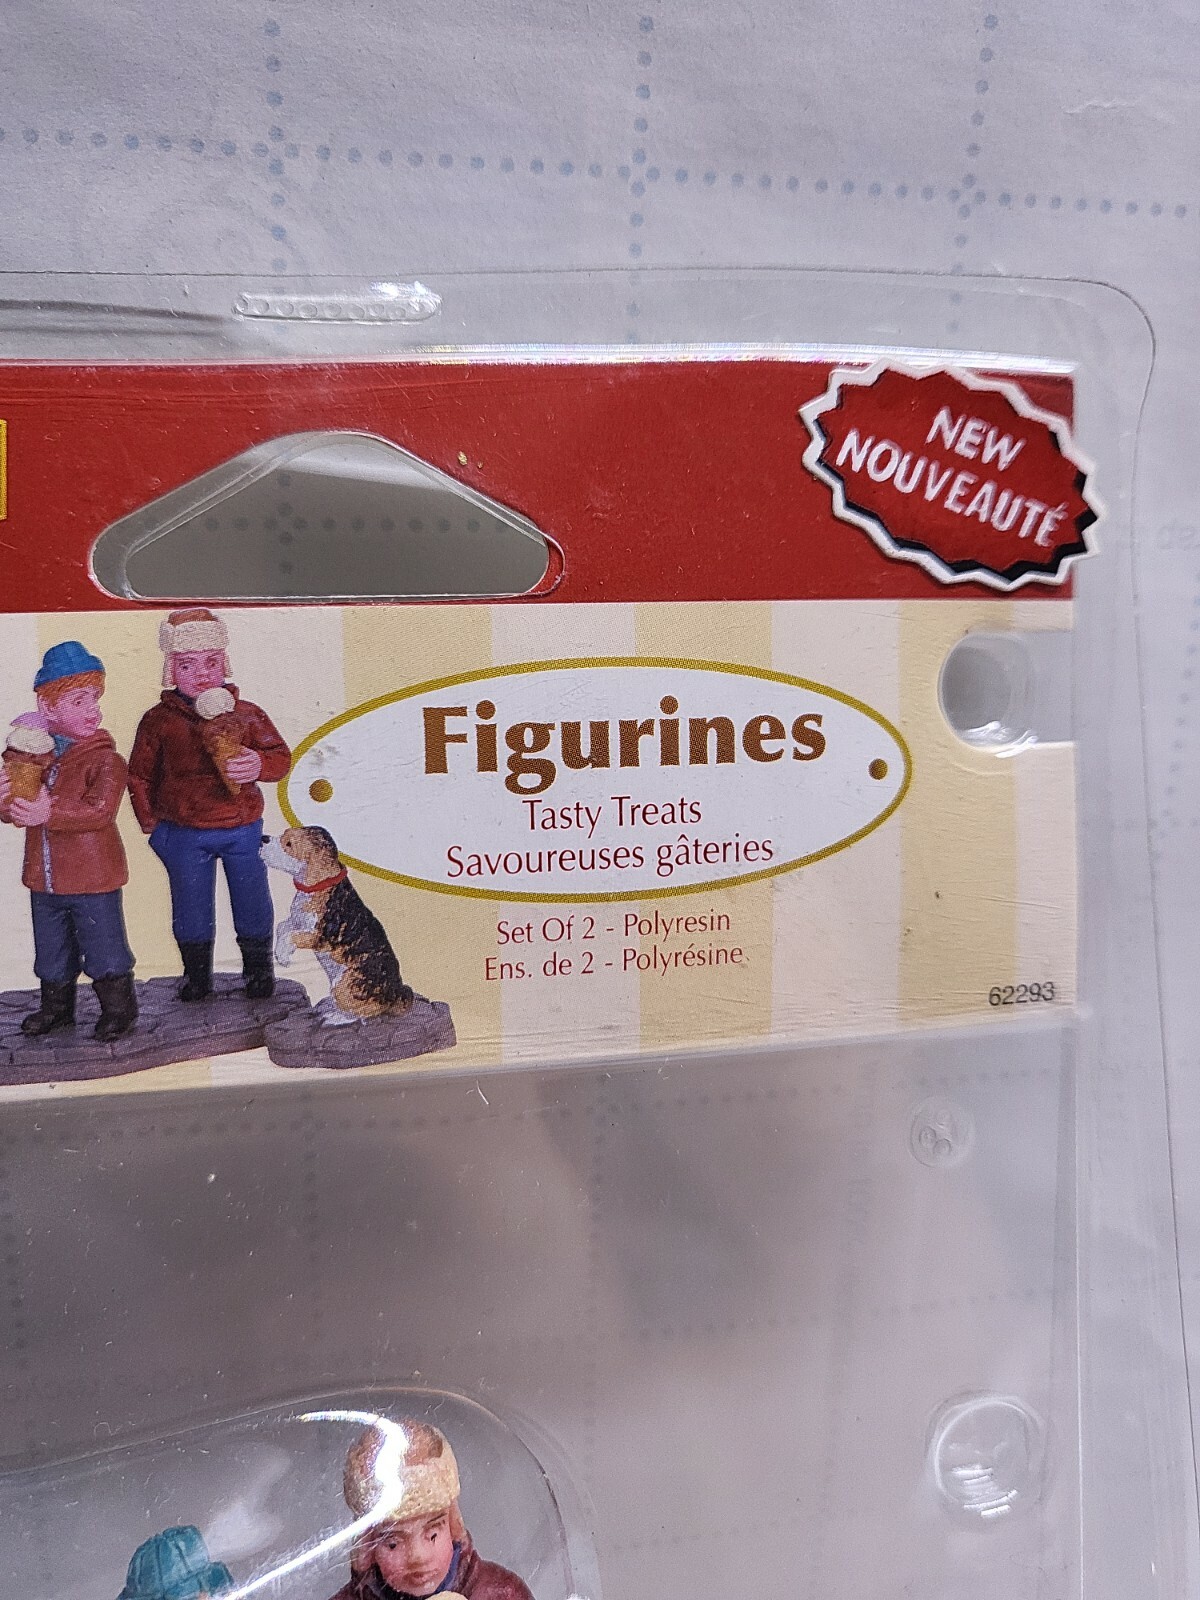 NEW
NOUVEAUTÉ
Figurines
Tasty Treats
Savoureuses gâteries
Set Of 2 - Polyresin
Ens. de 2 - Polyrésine
62293